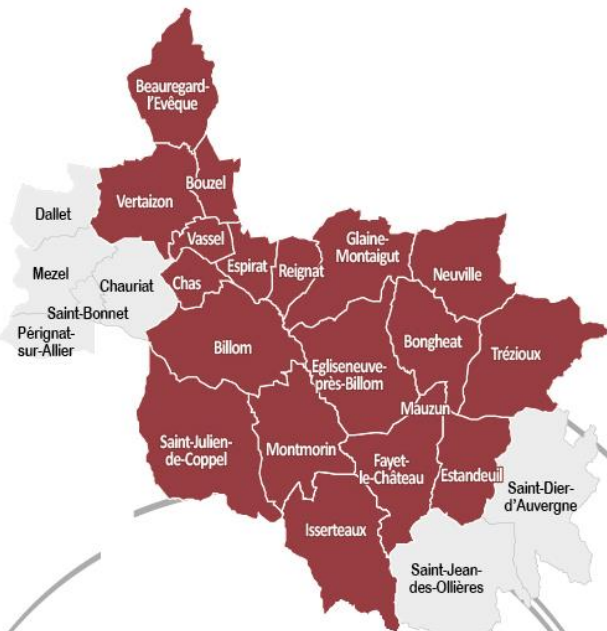 Beauregard-
l'Evêque
Bouzel
Vertaizon
Dallet
Vassel
Glaine-
Montaigut
Espirat
Reignat
Neuville
Mezel
Chauriat
Chas
Saint-Bonnet
Pérignat-
sur-Allier
Billom
Bongheat
Trézioux
Egliseneuve-
près-Billom
Mauzun
Saint-Julien-
de-Coppel
Montmorin
Fayet-
le-Château
Estandeuil
Saint-Dier-
d'Auvergne
Isserteaux
Saint-Jean-
des-Ollières